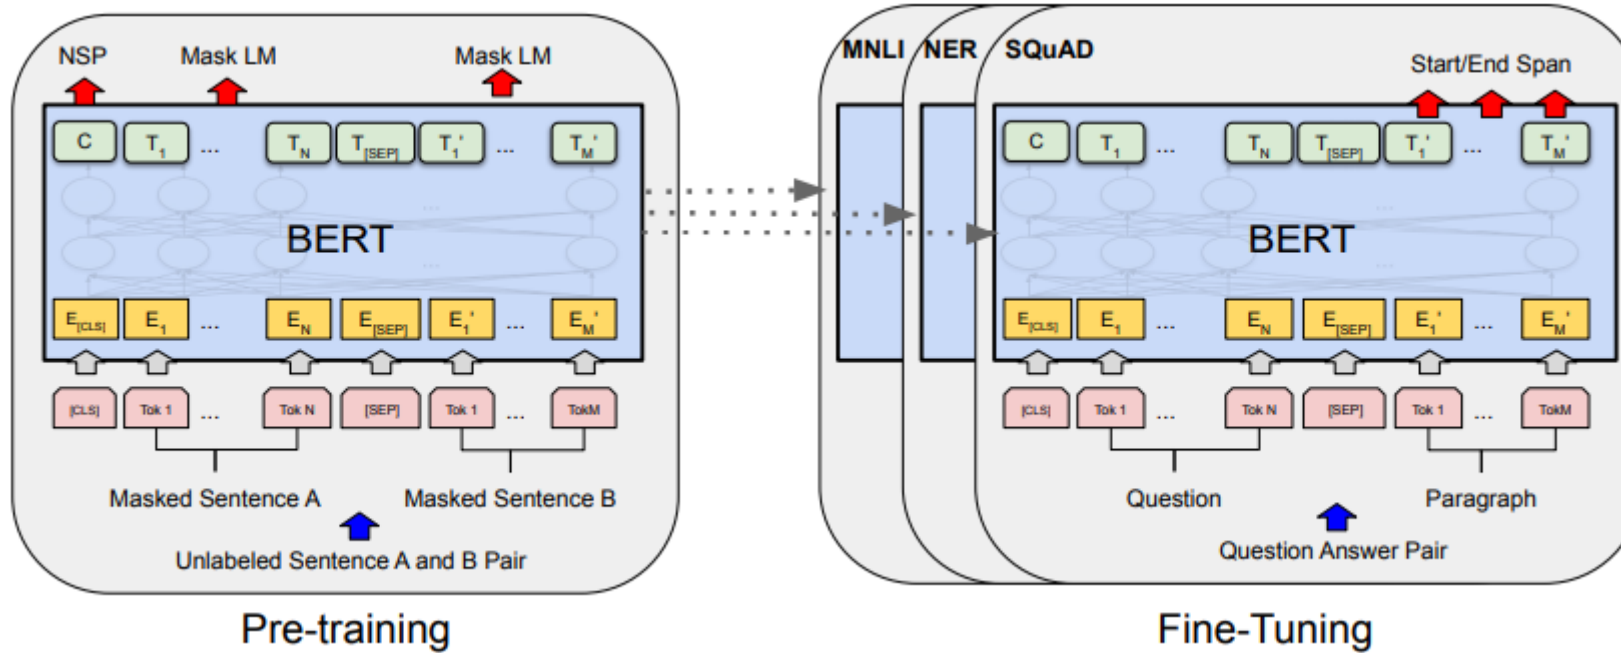 NSP Mask LM Mask LM
C T1 ... TN T[SEP] T1' ... TM'
...
BERT
...
E[CLS] E1 ... EN E[SEP] E1' ... EM'
[CLS] Tok 1 ... Tok N [SEP] Tok 1 ... TokM
Masked Sentence A Masked Sentence B
Unlabeled Sentence A and B Pair
Pre-training
MNLI NER SQuAD
Start/End Span
C T1 ... TN T[SEP] T1' ... TM'
...
BERT
...
E[CLS] E1 ... EN E[SEP] E1' ... EM'
[CLS] Tok 1 ... Tok N [SEP] Tok 1 ... TokM
Question Paragraph
Question Answer Pair
Fine-Tuning